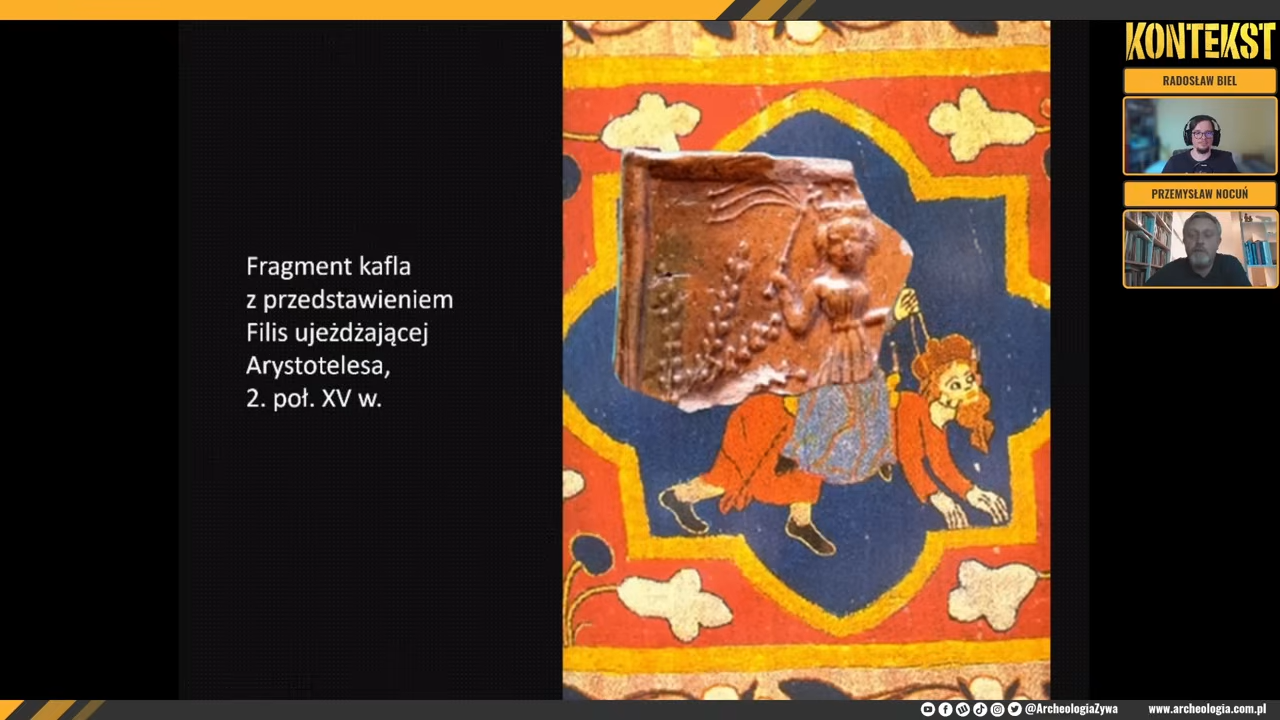 KONTEKST
RADOSŁAW BIEL
PRZEMYSŁAW NOCUŃ
Fragment kafla
z przedstawieniem
Filis ujeżdżającej
Arystotelesa,
2. poł. XV w.
@ArcheologiaZywa www.archeologia.com.pl